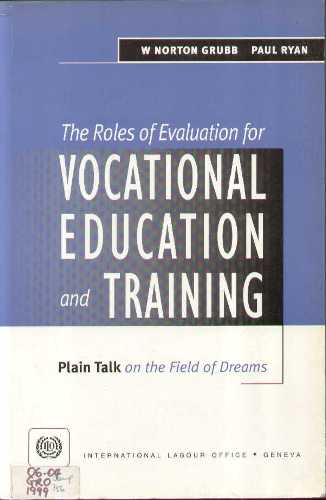 W NORTON GRUBB PAUL RYAN
The Roles of Evaluation for
VOCATIONAL
EDUCATION
and TRAINING
Plain Talk on the Field of Dreams
INTERNATIONAL LABOUR OFFICE • GENEVA
06.04
GRO
1999